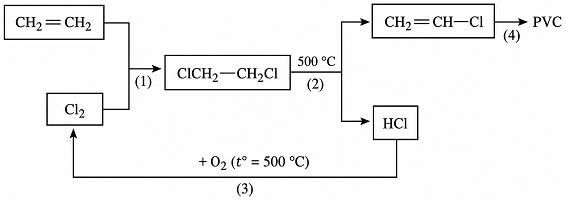 CH₂=CH₂
Cl₂
(1)
ClCH₂—CH₂Cl
500 °C
(2)
CH₂=CH—Cl
(4)
PVC
HCl
+ O₂ (t° = 500 °C)
(3)